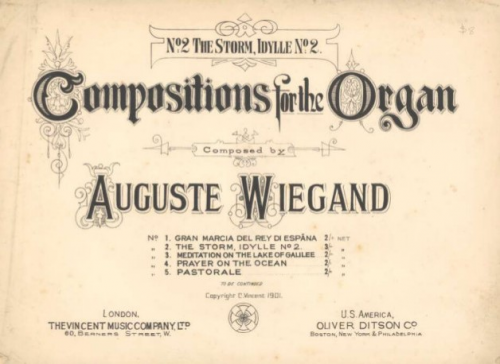 No. 2 THE STORM, IDYLLE No. 2.
Compositions for the Organ
Composed by
AUGUSTE WIEGAND
No. 1. GRAN MARCIA DEL REY DI ESPÂNA 2/- NET
" 2. THE STORM, IDYLLE No. 2. 3/- "
" 3. MEDITATION ON THE LAKE OF GALILEE 2/- "
" 4. PRAYER ON THE OCEAN 2/- "
" 5. PASTORALE 2/- "
TO BE CONTINUED
Copyright C. Vincent 1901.
LONDON.
THE VINCENT MUSIC COMPANY, LTD
60, BERNERS STREET, W.
U.S. AMERICA,
OLIVER DITSON CO
BOSTON, NEW YORK & PHILADELPHIA